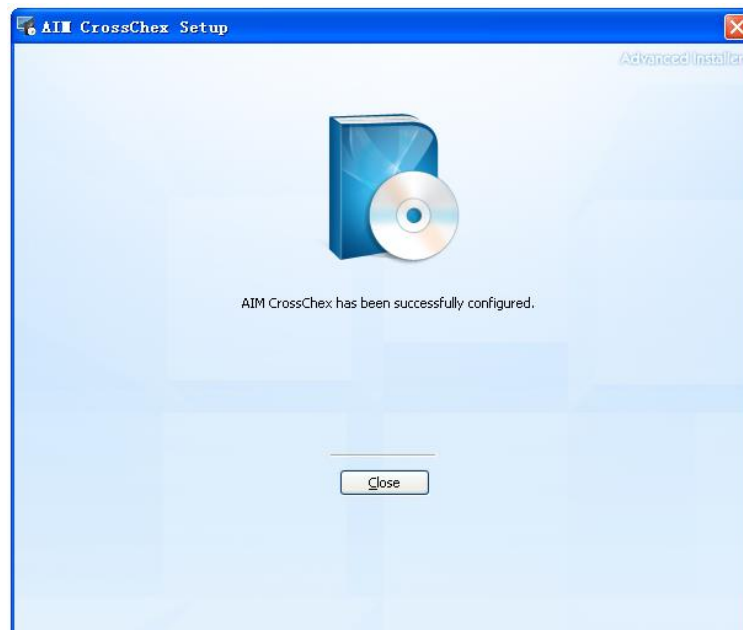 AIM CrossChex Setup
Advanced Installer
AIM CrossChex has been successfully configured.
Close